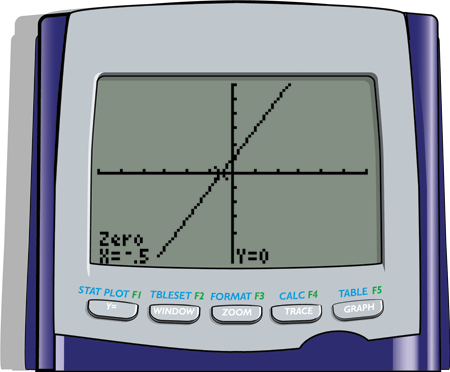 Zero
X=-.5 Y=0
STAT PLOT F1 TBLESET F2 FORMAT F3 CALC F4 TABLE F5
Y= WINDOW ZOOM TRACE GRAPH